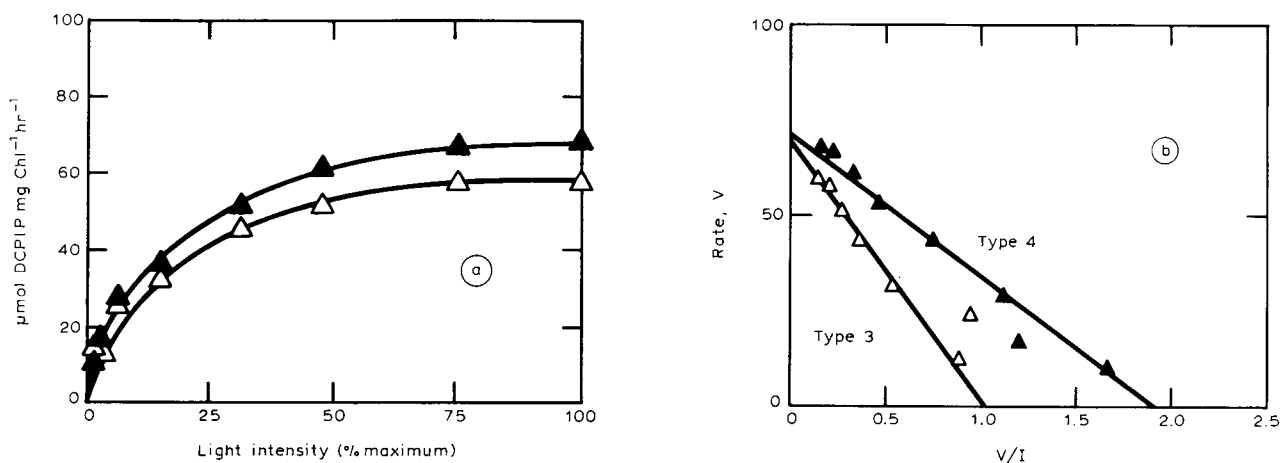 100
80
60
40
20
0
0 25 50 75 100
μmol DCPIP mg Chl⁻¹hr⁻¹
Light intensity (% maximum)
a
100
50
0
0 0.5 1.0 1.5 2.0 2.5
Rate, V
V/I
Type 4
Type 3
b